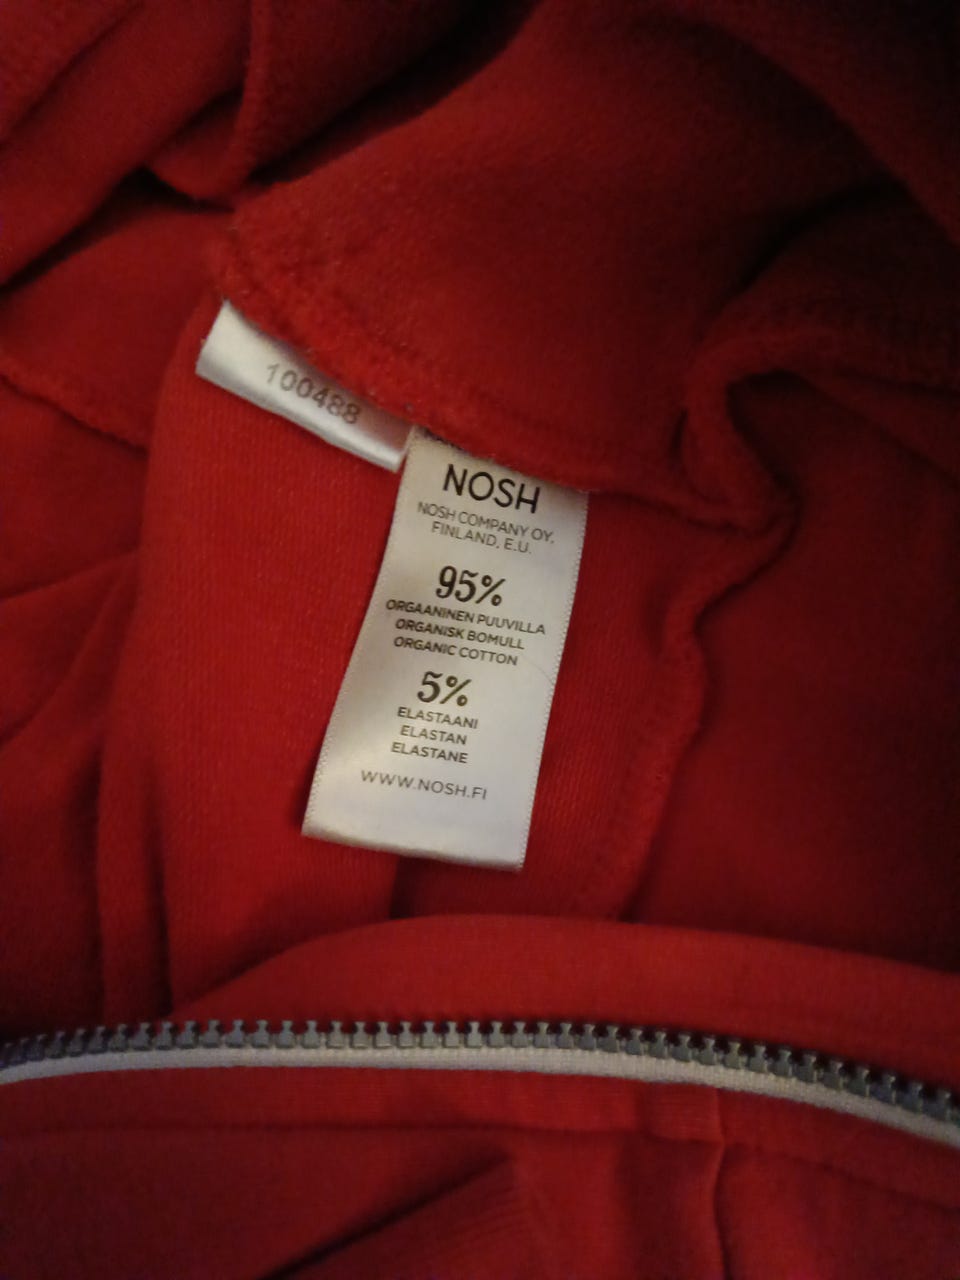 100488
NOSH
NOSH COMPANY OY,
FINLAND, E.U.
95%
ORGAANINEN PUUVILLA
ORGANISK BOMULL
ORGANIC COTTON
5%
ELASTAANI
ELASTAN
ELASTANE
WWW.NOSH.FI